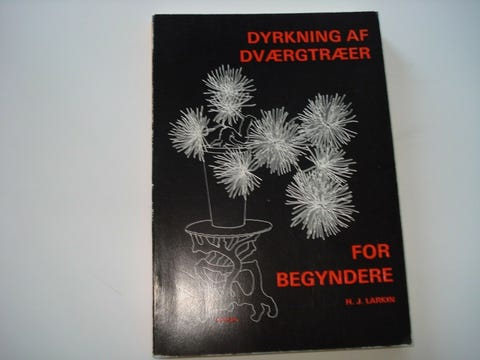 DYRKNING AF
DVÆRGTRÆER
FOR
BEGYNDERE
H. J. LARKIN